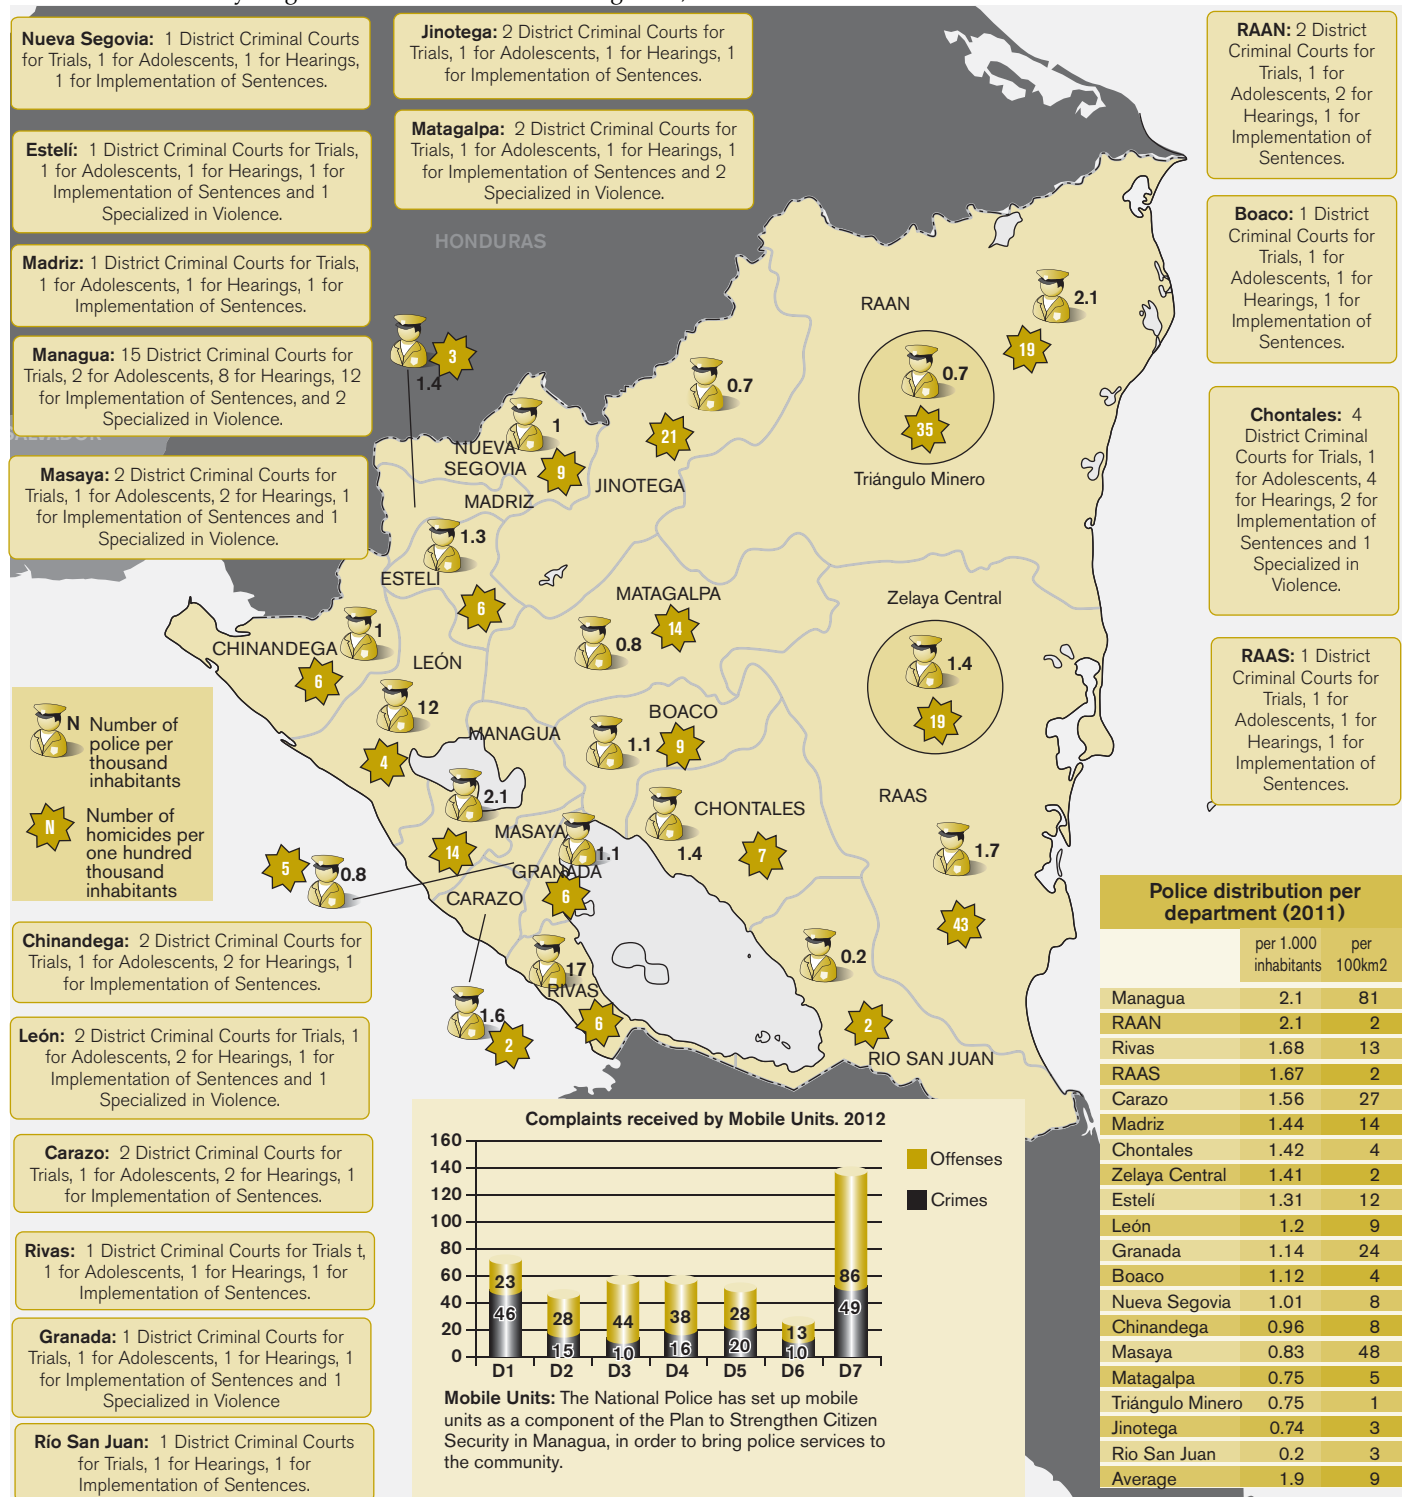 Nueva Segovia: 1 District Criminal Courts
for Trials, 1 for Adolescents, 1 for Hearings,
1 for Implementation of Sentences.
Estelí: 1 District Criminal Courts for Trials,
1 for Adolescents, 1 for Hearings, 1 for
Implementation of Sentences and 1
Specialized in Violence.
Madriz: 1 District Criminal Courts for Trials,
1 for Adolescents, 1 for Hearings, 1 for
Implementation of Sentences.
Managua: 15 District Criminal Courts for
Trials, 2 for Adolescents, 8 for Hearings, 12
for Implementation of Sentences, and 2
Specialized in Violence.
Masaya: 2 District Criminal Courts for
Trials, 1 for Adolescents, 2 for Hearings, 1
for Implementation of Sentences and 1
Specialized in Violence.
Jinotega: 2 District Criminal Courts for
Trials, 1 for Adolescents, 1 for Hearings, 1
for Implementation of Sentences.
Matagalpa: 2 District Criminal Courts for
Trials, 1 for Adolescents, 1 for Hearings, 1
for Implementation of Sentences and 2
Specialized in Violence.
RAAN: 2 District
Criminal Courts for
Trials, 1 for
Adolescents, 2 for
Hearings, 1 for
Implementation of
Sentences.
Boaco: 1 District
Criminal Courts for
Trials, 1 for
Adolescents, 1 for
Hearings, 1 for
Implementation of
Sentences.
Chontales: 4
District Criminal
Courts for Trials, 1
for Adolescents, 4
for Hearings, 2 for
Implementation of
Sentences and 1
Specialized in
Violence.
RAAS: 1 District
Criminal Courts for
Trials, 1 for
Adolescents, 1 for
Hearings, 1 for
Implementation of
Sentences.
HONDURAS
RAAN
2.1
19
0.7
35
Triángulo Minero
3
1.4
1
NUEVA
SEGOVIA
9
MADRIZ
0.7
21
JINOTEGA
1.3
ESTELÍ
6
MATAGALPA
14
0.8
Zelaya Central
1.4
19
1
CHINANDEGA
6
LEÓN
12
4
MANAGUA
2.1
14
BOACO
1.1
9
CHONTALES
1.4
7
RAAS
1.7
43
MASAYA
1.1
GRANADA
6
5
0.8
CARAZO
1.6
2
17
RIVAS
6
0.2
2
RIO SAN JUAN
N Number of
police per
thousand
inhabitants
N Number of
homicides per
one hundred
thousand
inhabitants
Chinandega: 2 District Criminal Courts for
Trials, 1 for Adolescents, 2 for Hearings, 1
for Implementation of Sentences.
León: 2 District Criminal Courts for Trials, 1
for Adolescents, 2 for Hearings, 1 for
Implementation of Sentences and 1
Specialized in Violence.
Carazo: 2 District Criminal Courts for
Trials, 1 for Adolescents, 2 for Hearings, 1
for Implementation of Sentences.
Rivas: 1 District Criminal Courts for Trials t,
1 for Adolescents, 1 for Hearings, 1 for
Implementation of Sentences.
Granada: 1 District Criminal Courts for
Trials, 1 for Adolescents, 1 for Hearings, 1
for Implementation of Sentences and 1
Specialized in Violence
Río San Juan: 1 District Criminal Courts
for Trials, 1 for Hearings, 1 for
Implementation of Sentences.
Complaints received by Mobile Units. 2012
160
140
120
100
80
60
40
20
0
23
46
28
15
44
10
38
16
28
20
13
10
86
49
D1 D2 D3 D4 D5 D6 D7
Offenses
Crimes
Mobile Units: The National Police has set up mobile
units as a component of the Plan to Strengthen Citizen
Security in Managua, in order to bring police services to
the community.
Police distribution per
department (2011)
per 1.000 per
inhabitants 100km2
Managua 2.1 81
RAAN 2.1 2
Rivas 1.68 13
RAAS 1.67 2
Carazo 1.56 27
Madriz 1.44 14
Chontales 1.42 4
Zelaya Central 1.41 2
Estelí 1.31 12
León 1.2 9
Granada 1.14 24
Boaco 1.12 4
Nueva Segovia 1.01 8
Chinandega 0.96 8
Masaya 0.83 48
Matagalpa 0.75 5
Triángulo Minero 0.75 1
Jinotega 0.74 3
Rio San Juan 0.2 3
Average 1.9 9